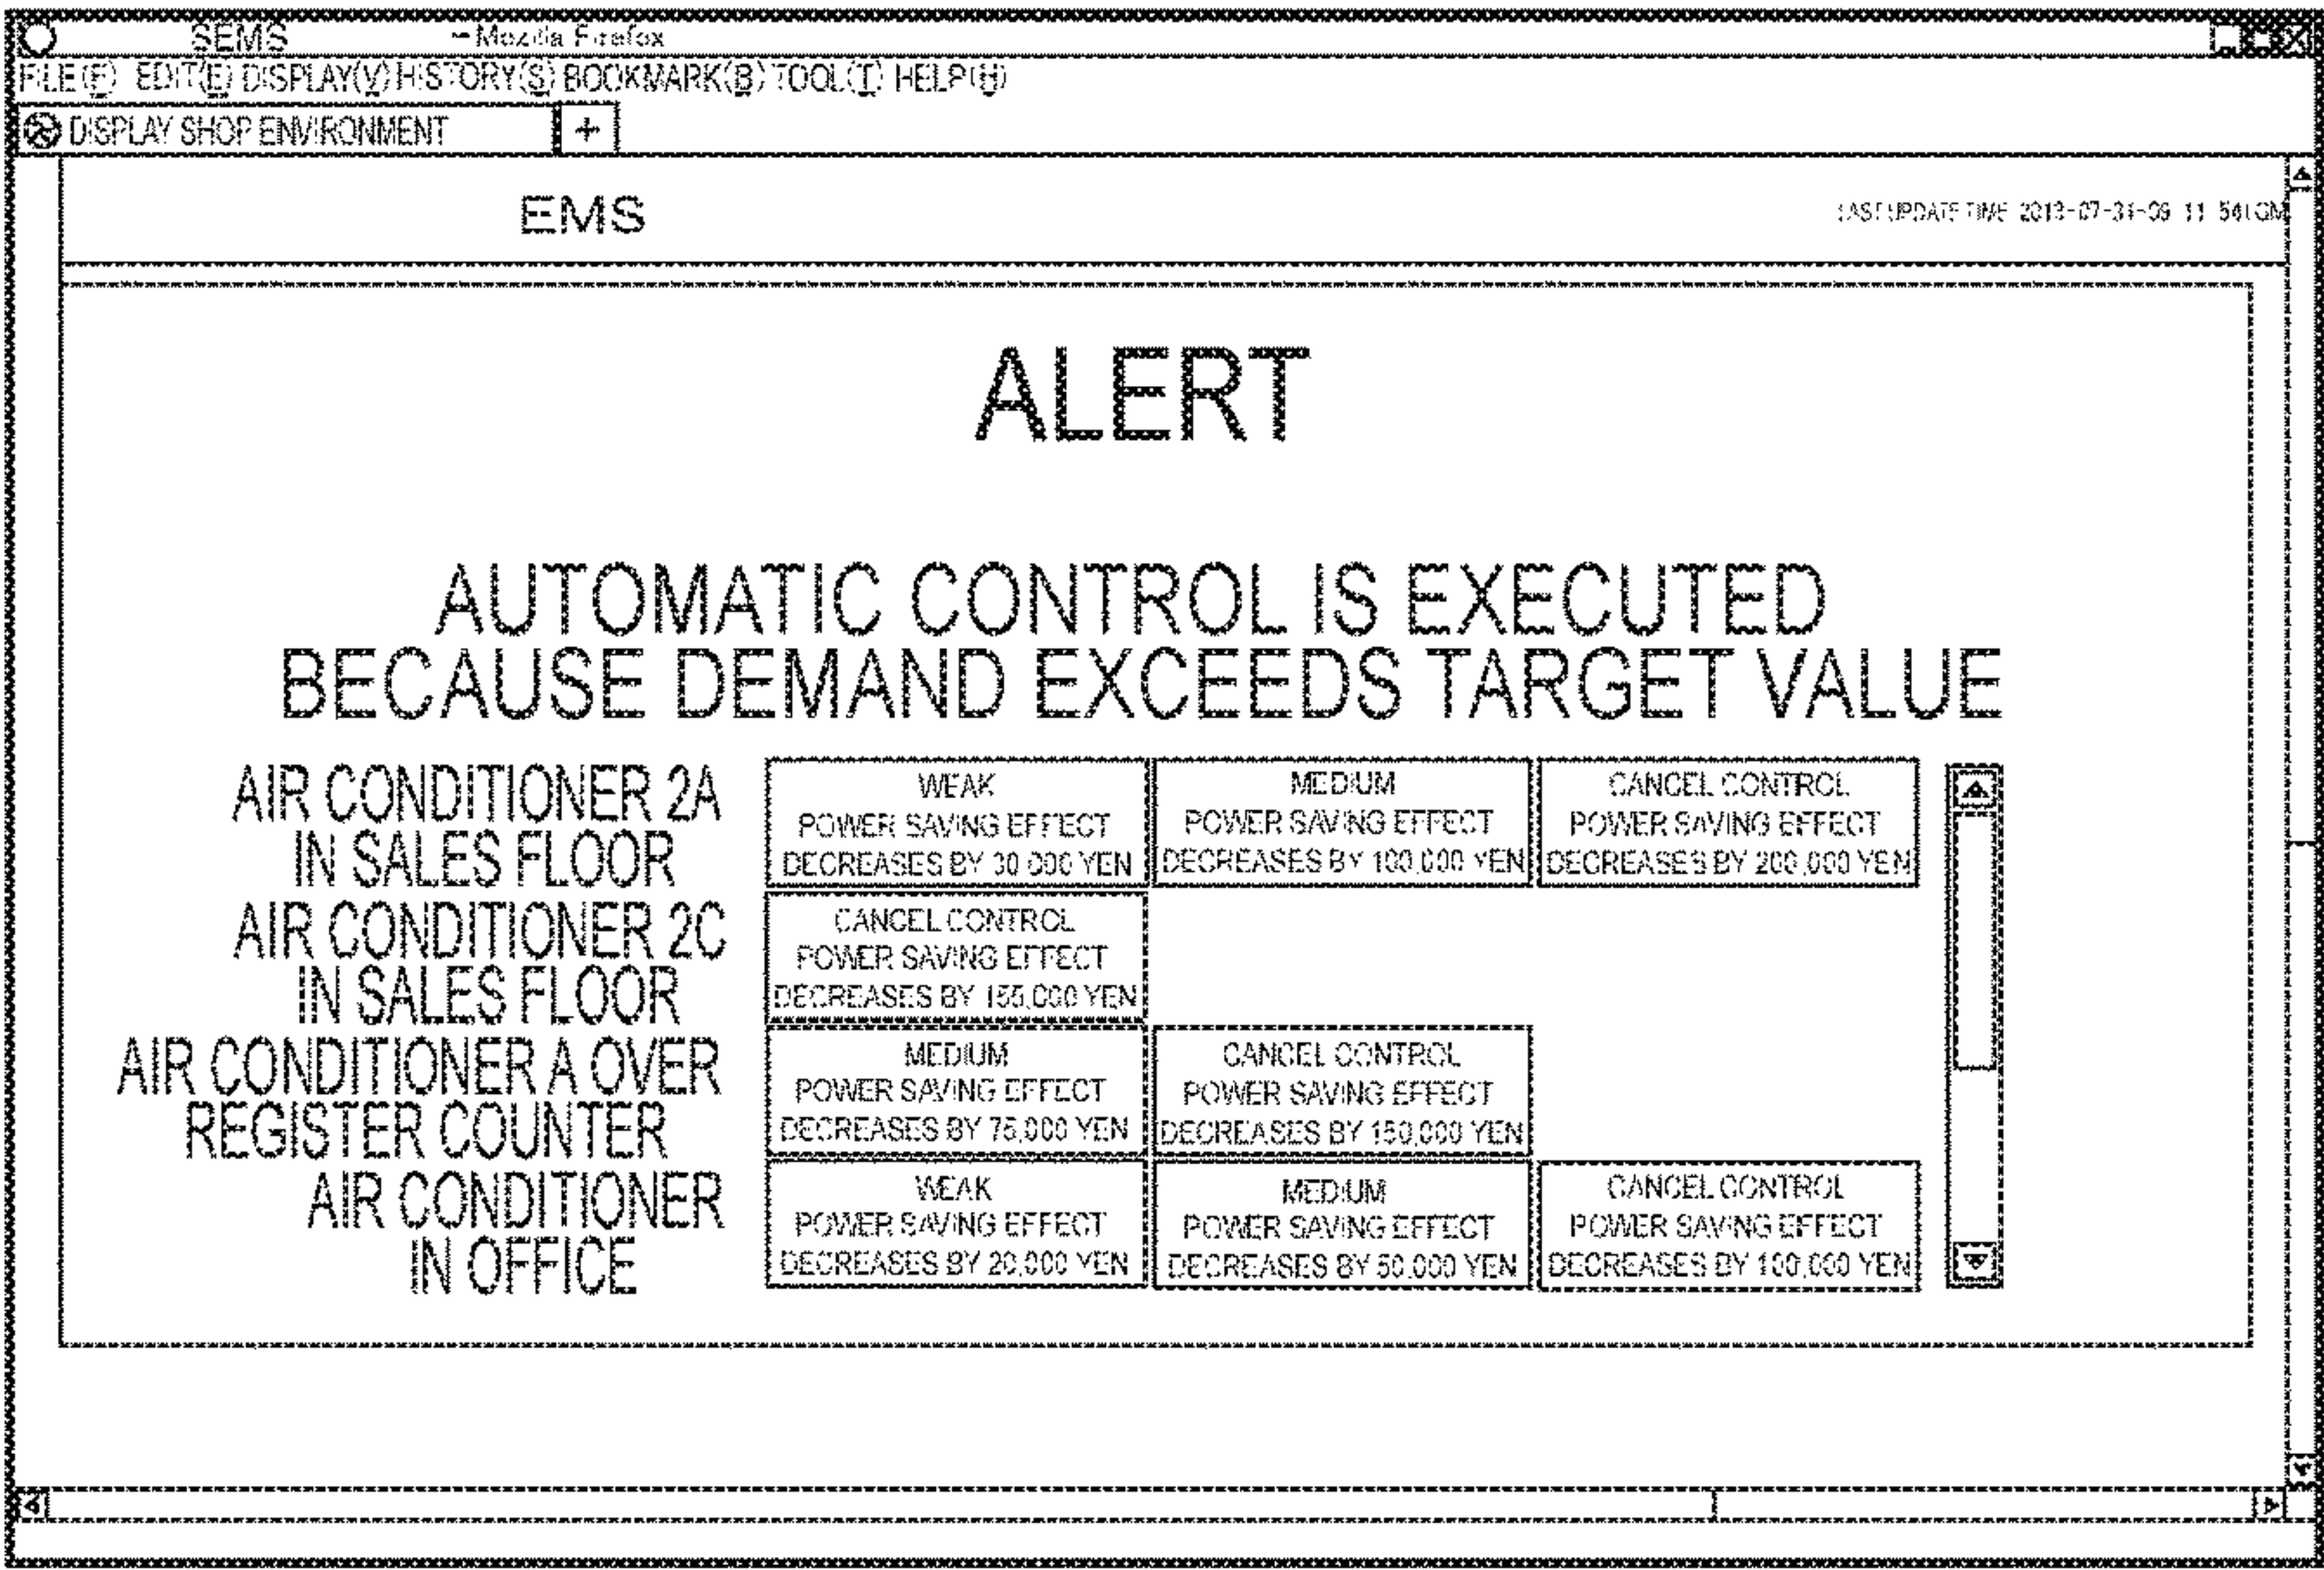 SEMS - Mozilla Firefox
FILE(F) EDIT(E) DISPLAY(V) HISTORY(S) BOOKMARK(B) TOOL(T) HELP(H)
DISPLAY SHOP ENVIRONMENT +
EMS
LAST UPDATE TIME
ALERT
AUTOMATIC CONTROL IS EXECUTED
BECAUSE DEMAND EXCEEDS TARGET VALUE
AIR CONDITIONER 2A
IN SALES FLOOR
WEAK
POWER SAVING EFFECT
DECREASES BY 30,000 YEN
MEDIUM
POWER SAVING EFFECT
DECREASES BY 100,000 YEN
CANCEL CONTROL
POWER SAVING EFFECT
DECREASES BY 200,000 YEN
AIR CONDITIONER 2C
IN SALES FLOOR
CANCEL CONTROL
POWER SAVING EFFECT
DECREASES BY YEN
AIR CONDITIONER A OVER
REGISTER COUNTER
MEDIUM
POWER SAVING EFFECT
DECREASES BY 75,000 YEN
CANCEL CONTROL
POWER SAVING EFFECT
DECREASES BY 150,000 YEN
AIR CONDITIONER
IN OFFICE
WEAK
POWER SAVING EFFECT
DECREASES BY 20,000 YEN
MEDIUM
POWER SAVING EFFECT
DECREASES BY 50,000 YEN
CANCEL CONTROL
POWER SAVING EFFECT
DECREASES BY 100,000 YEN